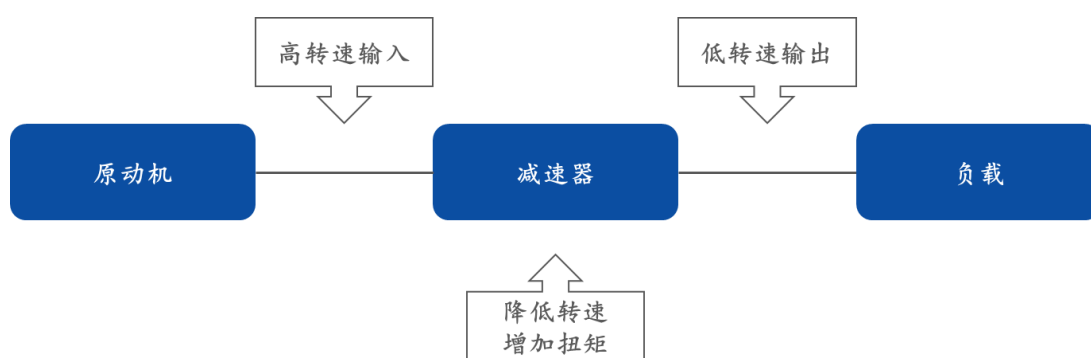 高转速输入
低转速输出
原动机
减速器
负载
降低转速
增加扭矩